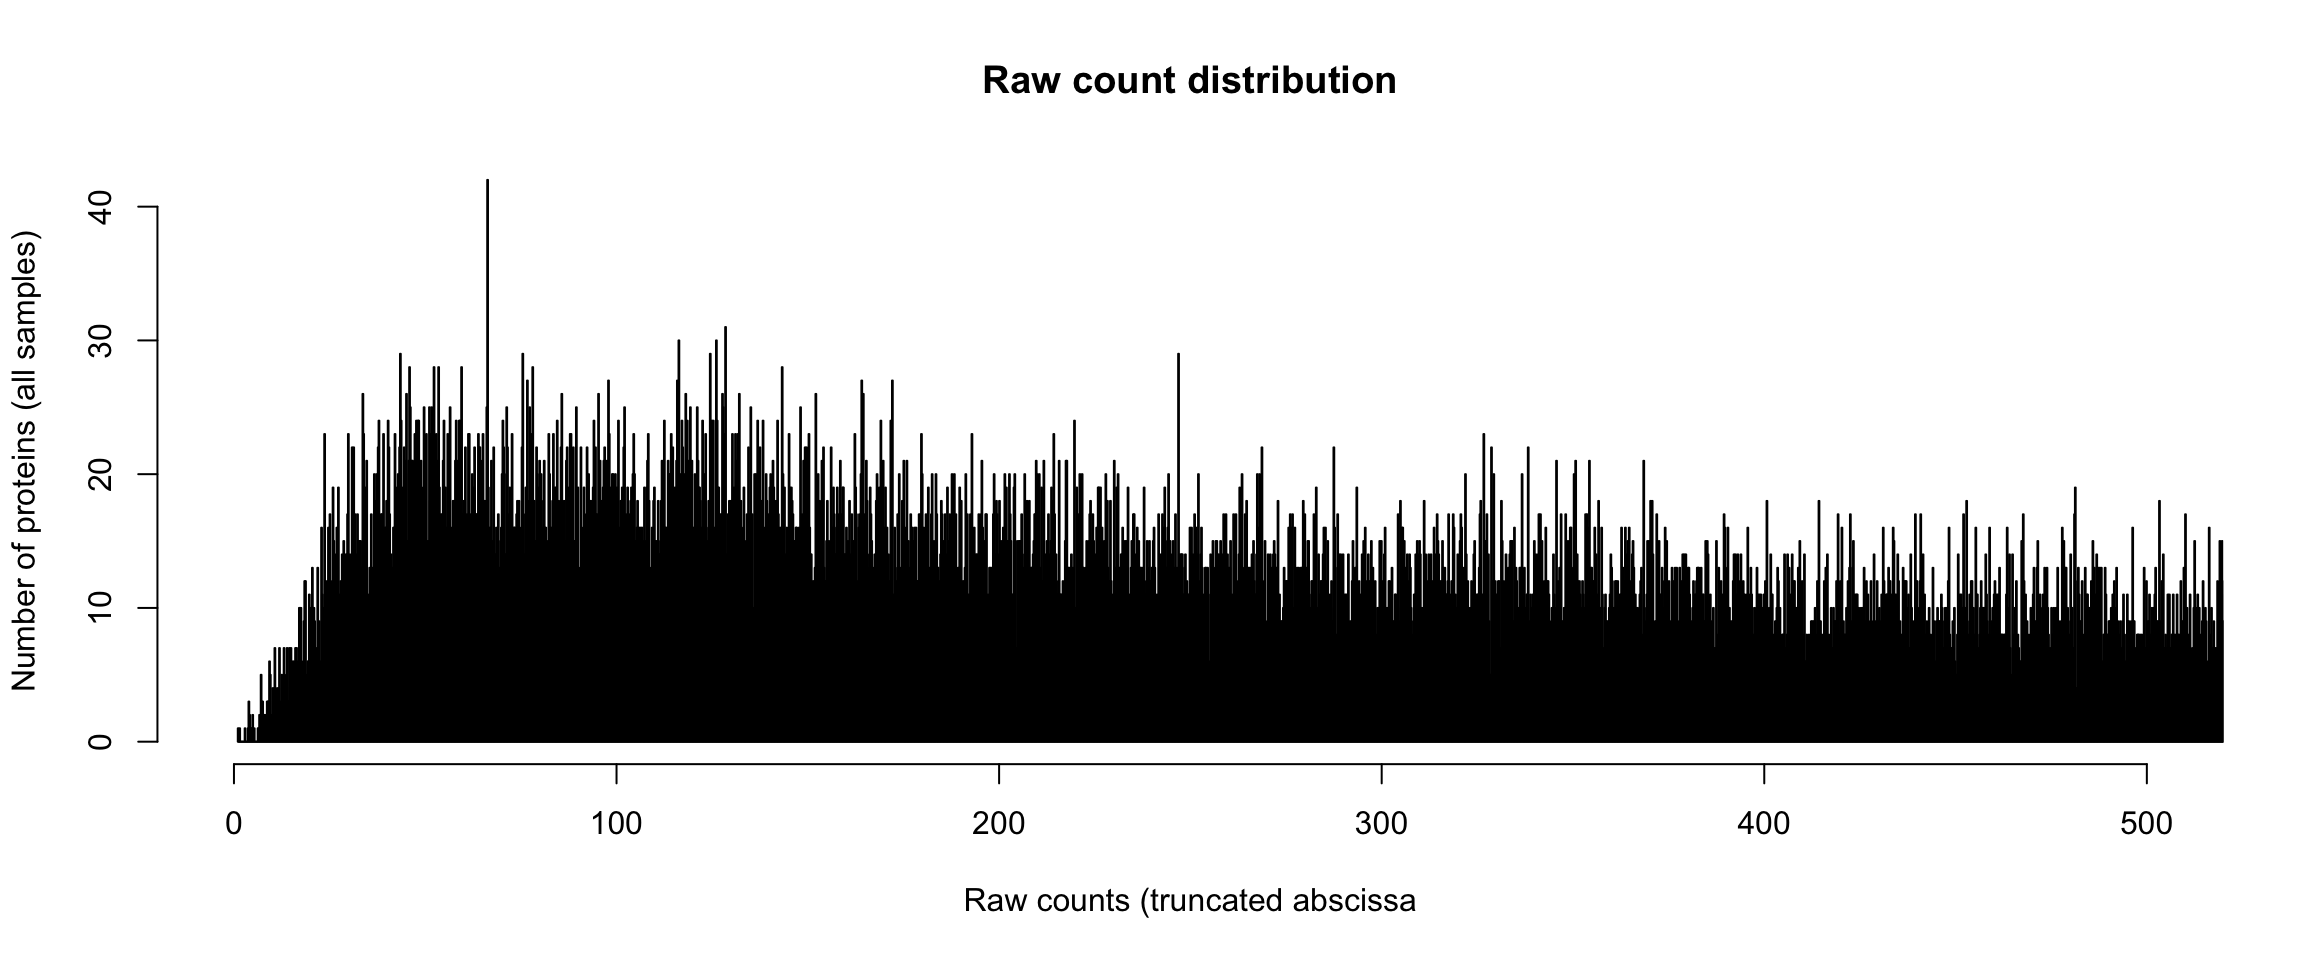 Raw count distribution
Number of proteins (all samples)
40
30
20
10
0
0 100 200 300 400 500
Raw counts (truncated abscissa